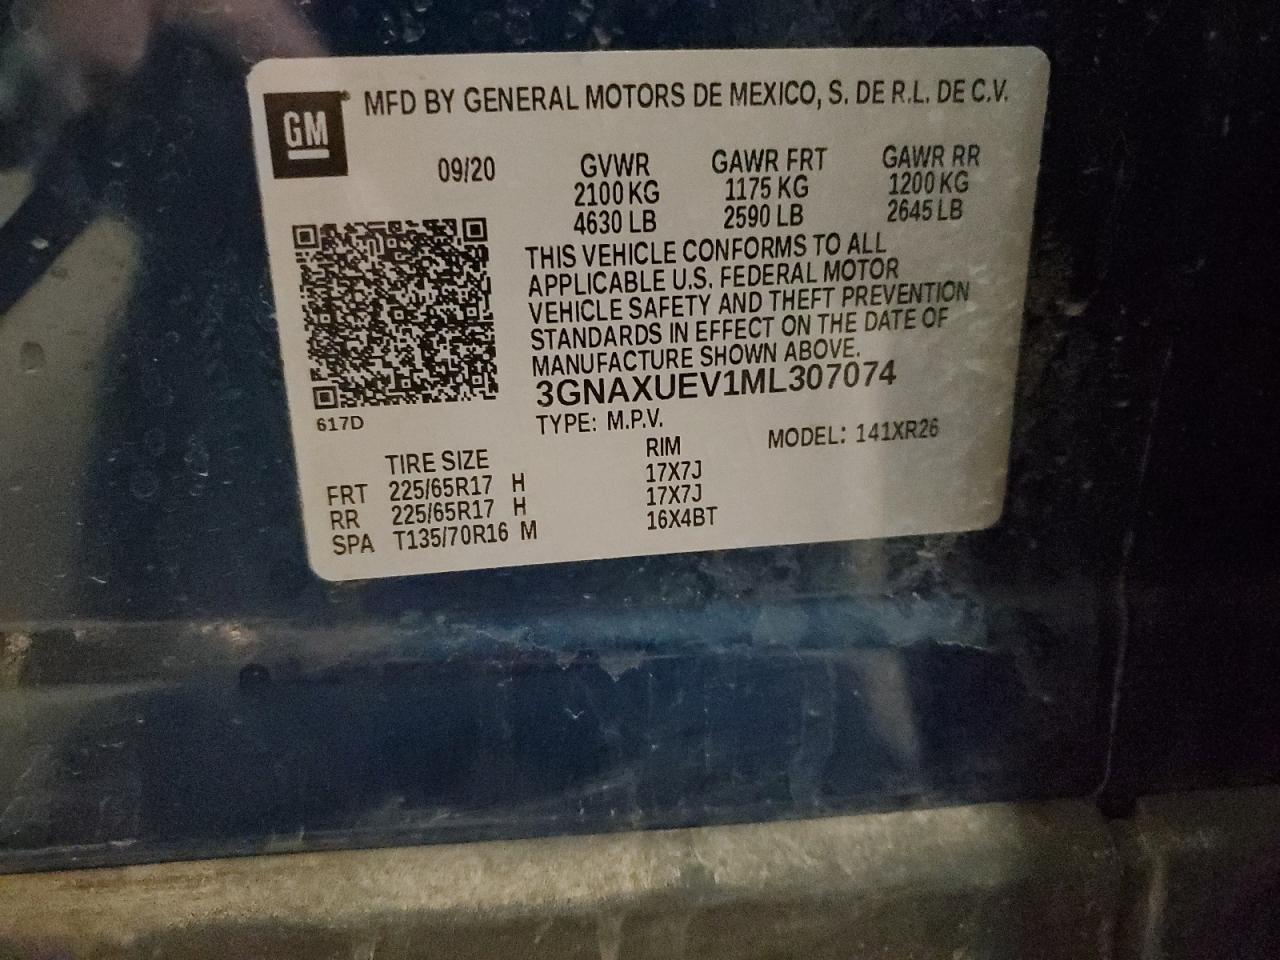 GM® MFD BY GENERAL MOTORS DE MEXICO, S. DE R.L. DE C.V.
09/20 GVWR GAWR FRT GAWR RR
2100 KG 1175 KG 1200 KG
4630 LB 2590 LB 2645 LB
THIS VEHICLE CONFORMS TO ALL
APPLICABLE U.S. FEDERAL MOTOR
VEHICLE SAFETY AND THEFT PREVENTION
STANDARDS IN EFFECT ON THE DATE OF
MANUFACTURE SHOWN ABOVE.
3GNAXUEV1ML307074
617D TYPE: M.P.V. MODEL: 141XR26
TIRE SIZE RIM
FRT 225/65R17 H 17X7J
RR 225/65R17 H 17X7J
SPA T135/70R16 M 16X4BT